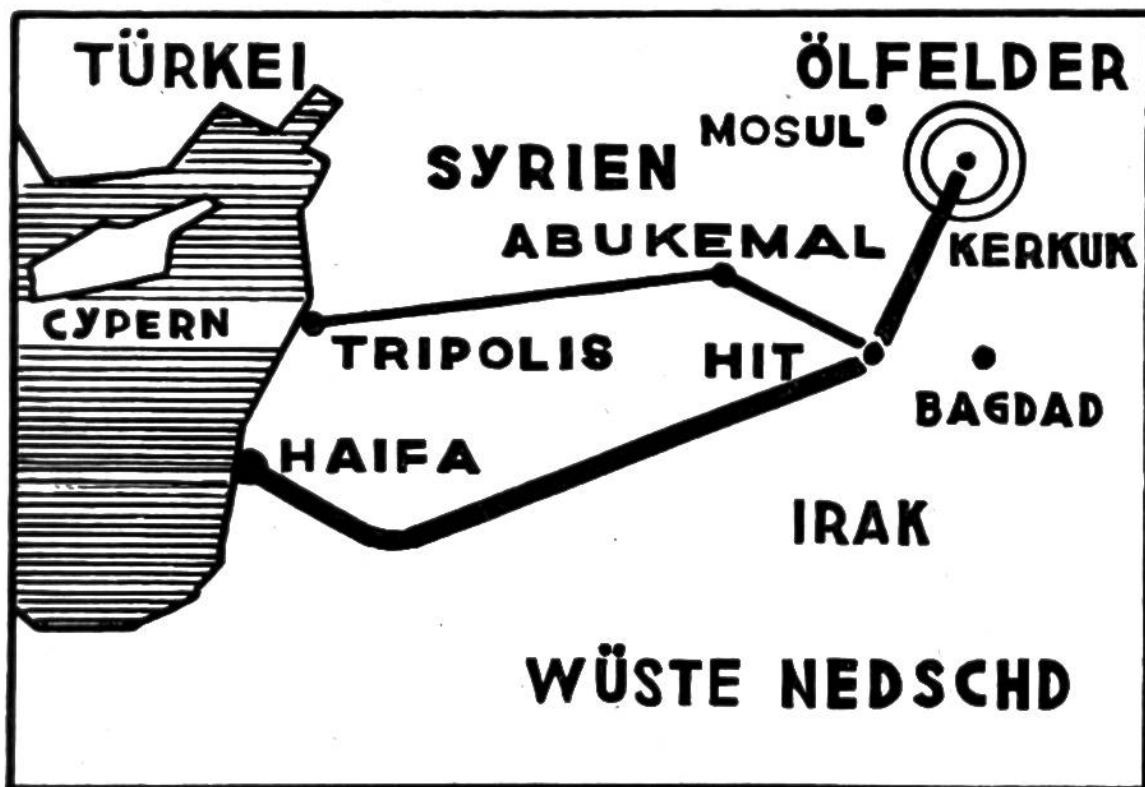 TÜRKEI
ÖLFELDER
MOSUL
SYRIEN
ABUKEMAL
KERKUK
CYPERN
TRIPOLIS
HIT
BAGDAD
HAIFA
IRAK
WÜSTE NEDSCHD